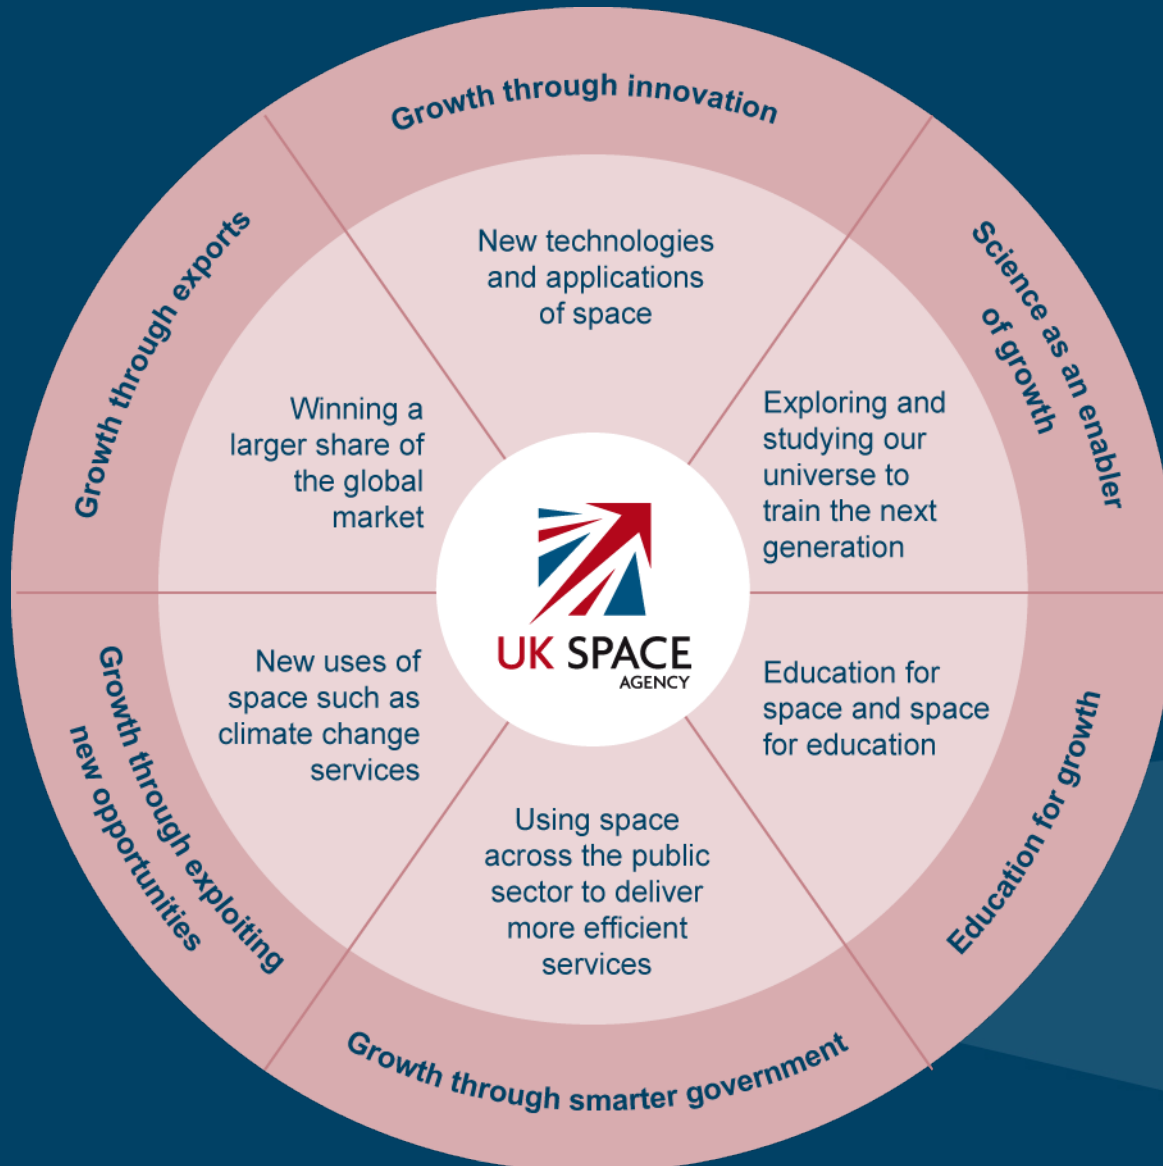 Growth through innovation
New technologies
and applications
of space
Science as an enabler
of growth
Exploring and
studying our
universe to
train the next
generation
Education for growth
Education for
space and space
for education
Growth through smarter government
Using space
across the public
sector to deliver
more efficient
services
Growth through exploiting
new opportunities
New uses of
space such as
climate change
services
Growth through exports
Winning a
larger share of
the global
market
UK SPACE
AGENCY